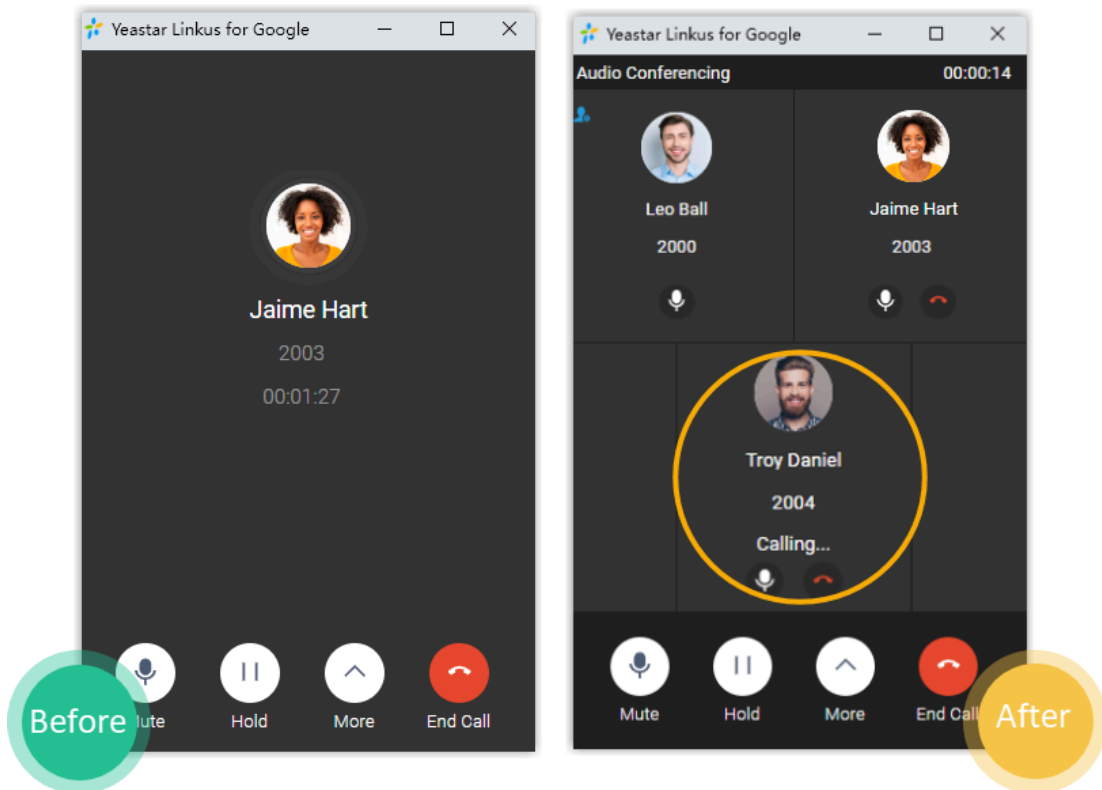 Yeastar Linkus for Google
Jaime Hart
2003
00:01:27
Mute
Hold
More
End Call
Before
Yeastar Linkus for Google
Audio Conferencing
00:00:14
Leo Ball
2000
Jaime Hart
2003
Troy Daniel
2004
Calling...
Mute
Hold
More
End Call
After